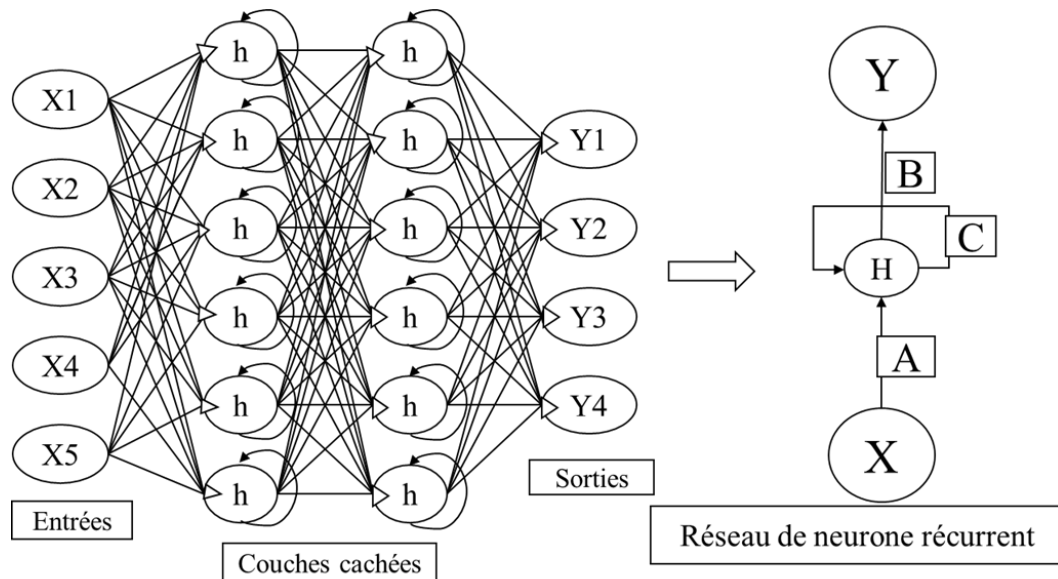 X1
X2
X3
X4
X5
Entrées
h
h
h
h
h
h
h
h
h
h
h
h
Couches cachées
Y1
Y2
Y3
Y4
Sorties
Y
B
C
H
A
X
Réseau de neurone récurrent